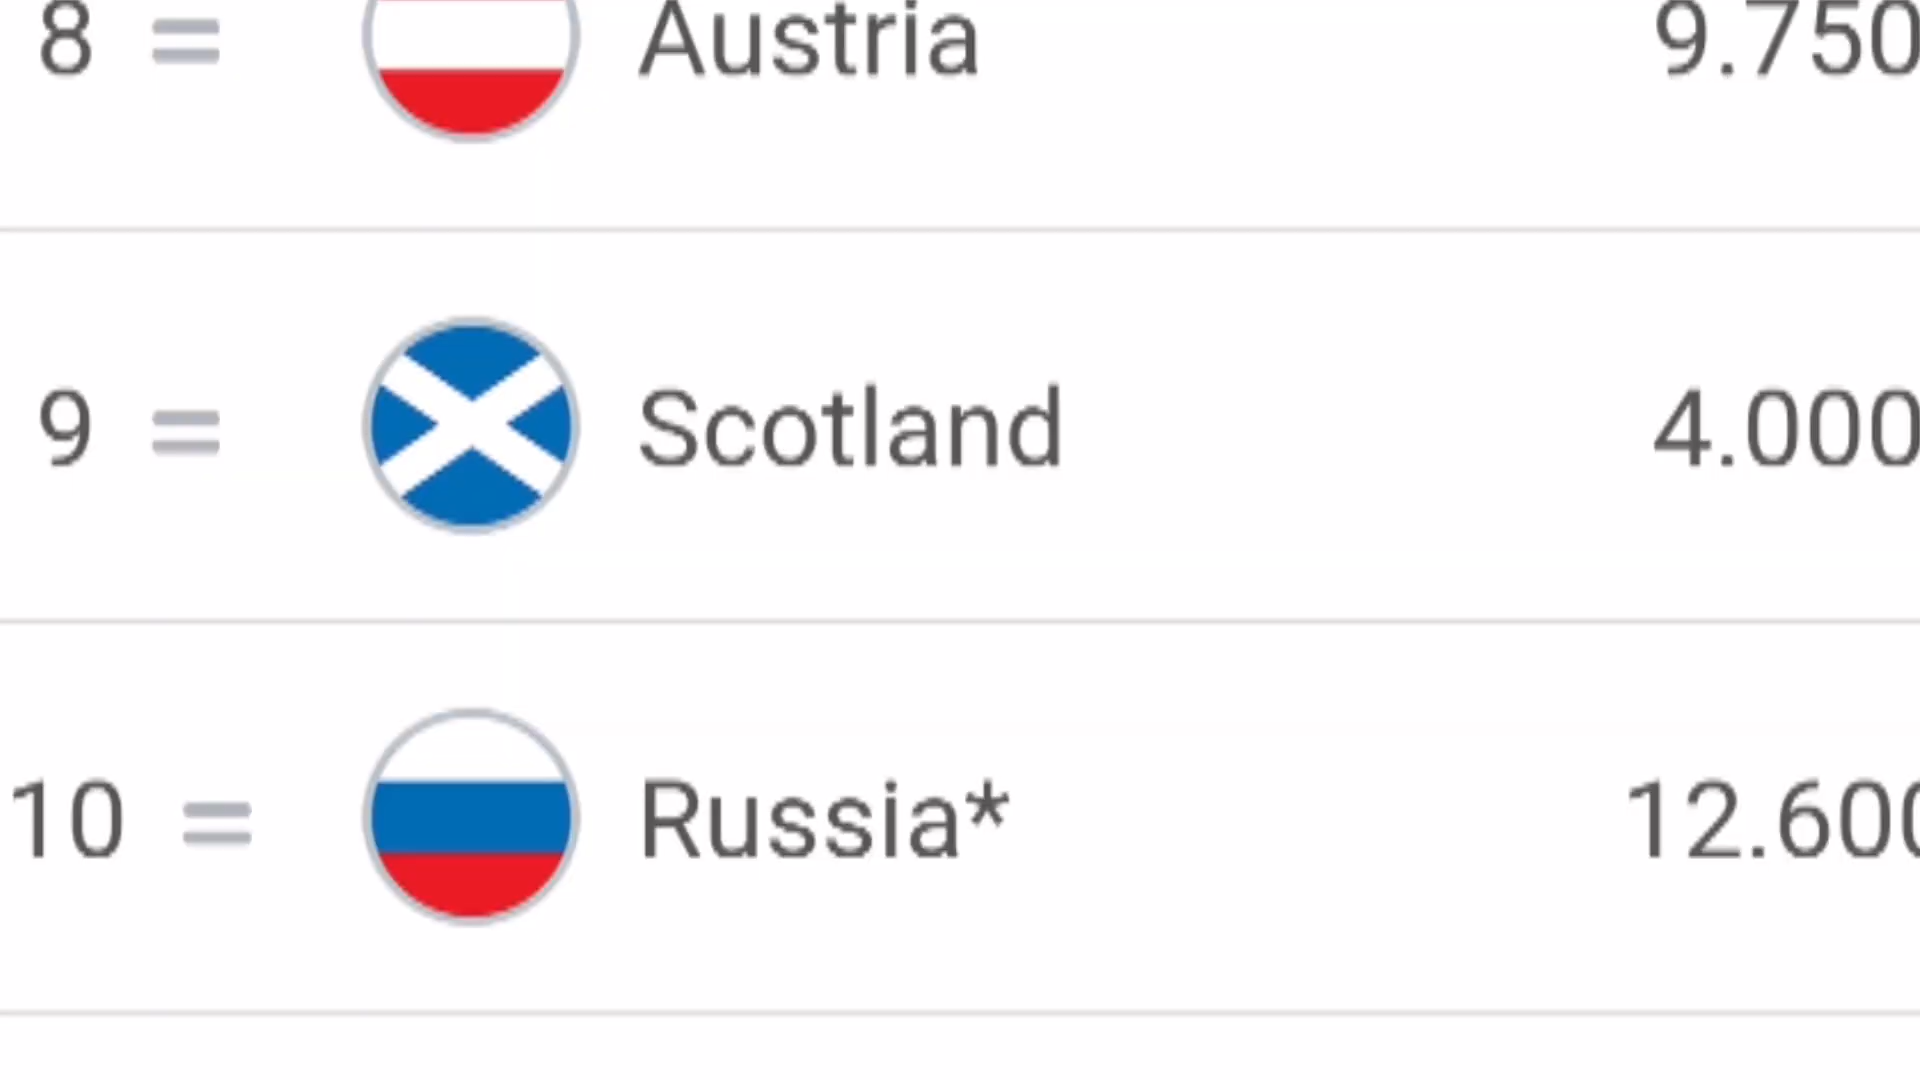 8 = Austria 9.750
9 = Scotland 4.000
10 = Russia* 12.600